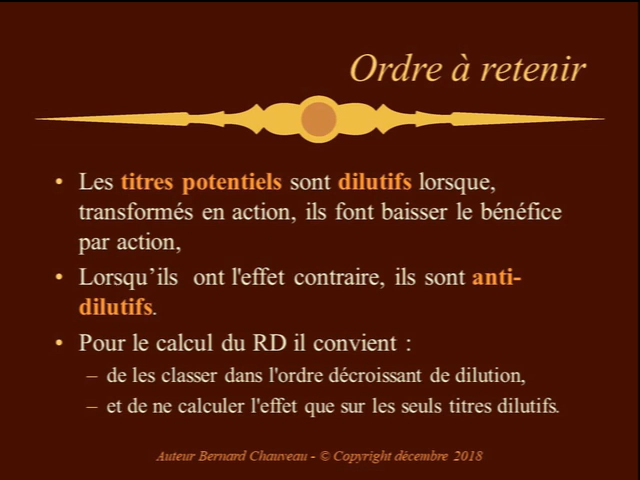 Ordre à retenir
• Les titres potentiels sont dilutifs lorsque,
transformés en action, ils font baisser le bénéfice
par action,
• Lorsqu’ils ont l'effet contraire, ils sont anti-
dilutifs.
• Pour le calcul du RD il convient :
– de les classer dans l'ordre décroissant de dilution,
– et de ne calculer l'effet que sur les seuls titres dilutifs.
Auteur Bernard Chauveau - © Copyright décembre 2018